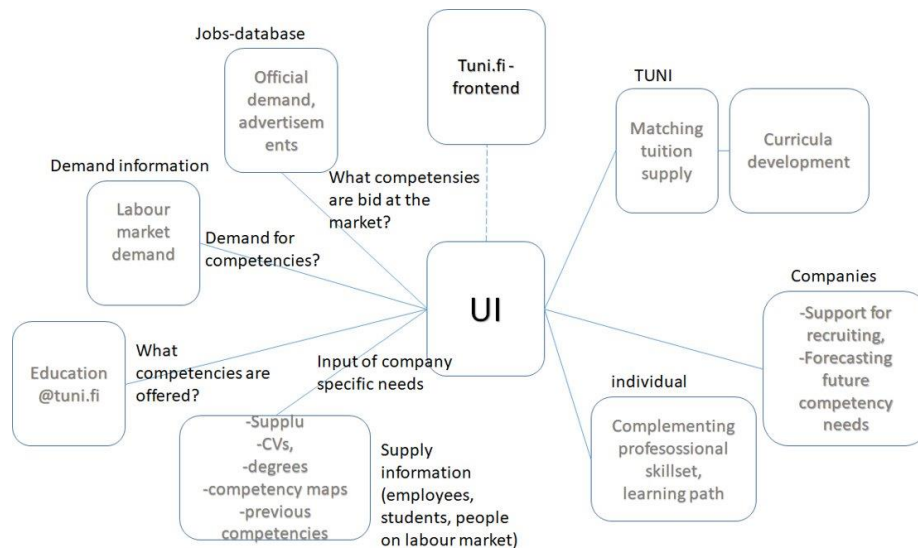 Jobs-database
Official
demand,
advertisem
ents
Tuni.fi -
frontend
TUNI
Matching
tuition
supply
Curricula
development
Demand information
Labour
market
demand
What competensies
are bid at the
market?
Demand for
competencies?
UI
Companies
-Support for
recruiting,
-Forecasting
future
competency
needs
Education
@tuni.fi
What
competencies are
offered?
Input of company
specific needs
individual
Complementing
profesossional
skillset,
learning path
-Supplu
-CVs,
-degrees
-competency maps
-previous
competencies
Supply
information
(employees,
students, people
on labour market)